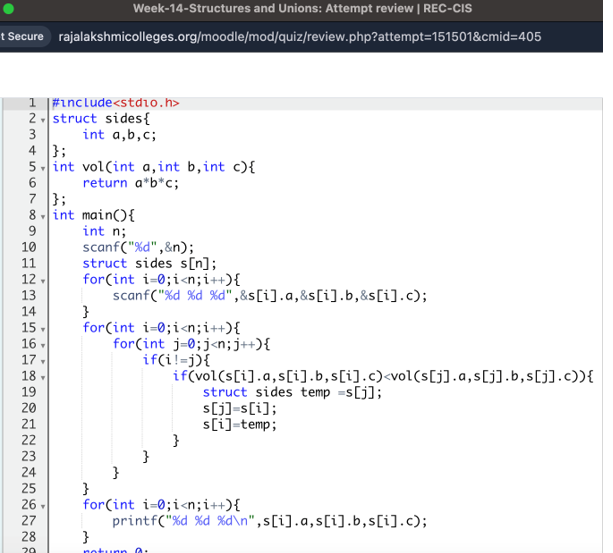 Week-14-Structures and Unions: Attempt review | REC-CIS
t Secure rajalakshmicolleges.org/moodle/mod/quiz/review.php?attempt=151501&cmid=405
1 #include<stdio.h>
2 struct sides{
3 int a,b,c;
4 };
5 int vol(int a,int b,int c){
6 return a*b*c;
7 };
8 int main(){
9 int n;
10 scanf("%d",&n);
11 struct sides s[n];
12 for(int i=0;i<n;i++){
13 scanf("%d %d %d",&s[i].a,&s[i].b,&s[i].c);
14 }
15 for(int i=0;i<n;i++){
16 for(int j=0;j<n;j++){
17 if(i!=j){
18 if(vol(s[i].a,s[i].b,s[i].c)<vol(s[j].a,s[j].b,s[j].c)){
19 struct sides temp =s[j];
20 s[j]=s[i];
21 s[i]=temp;
22 }
23 }
24 }
25 }
26 for(int i=0;i<n;i++){
27 printf("%d %d %d\n",s[i].a,s[i].b,s[i].c);
28 }
29 return 0;